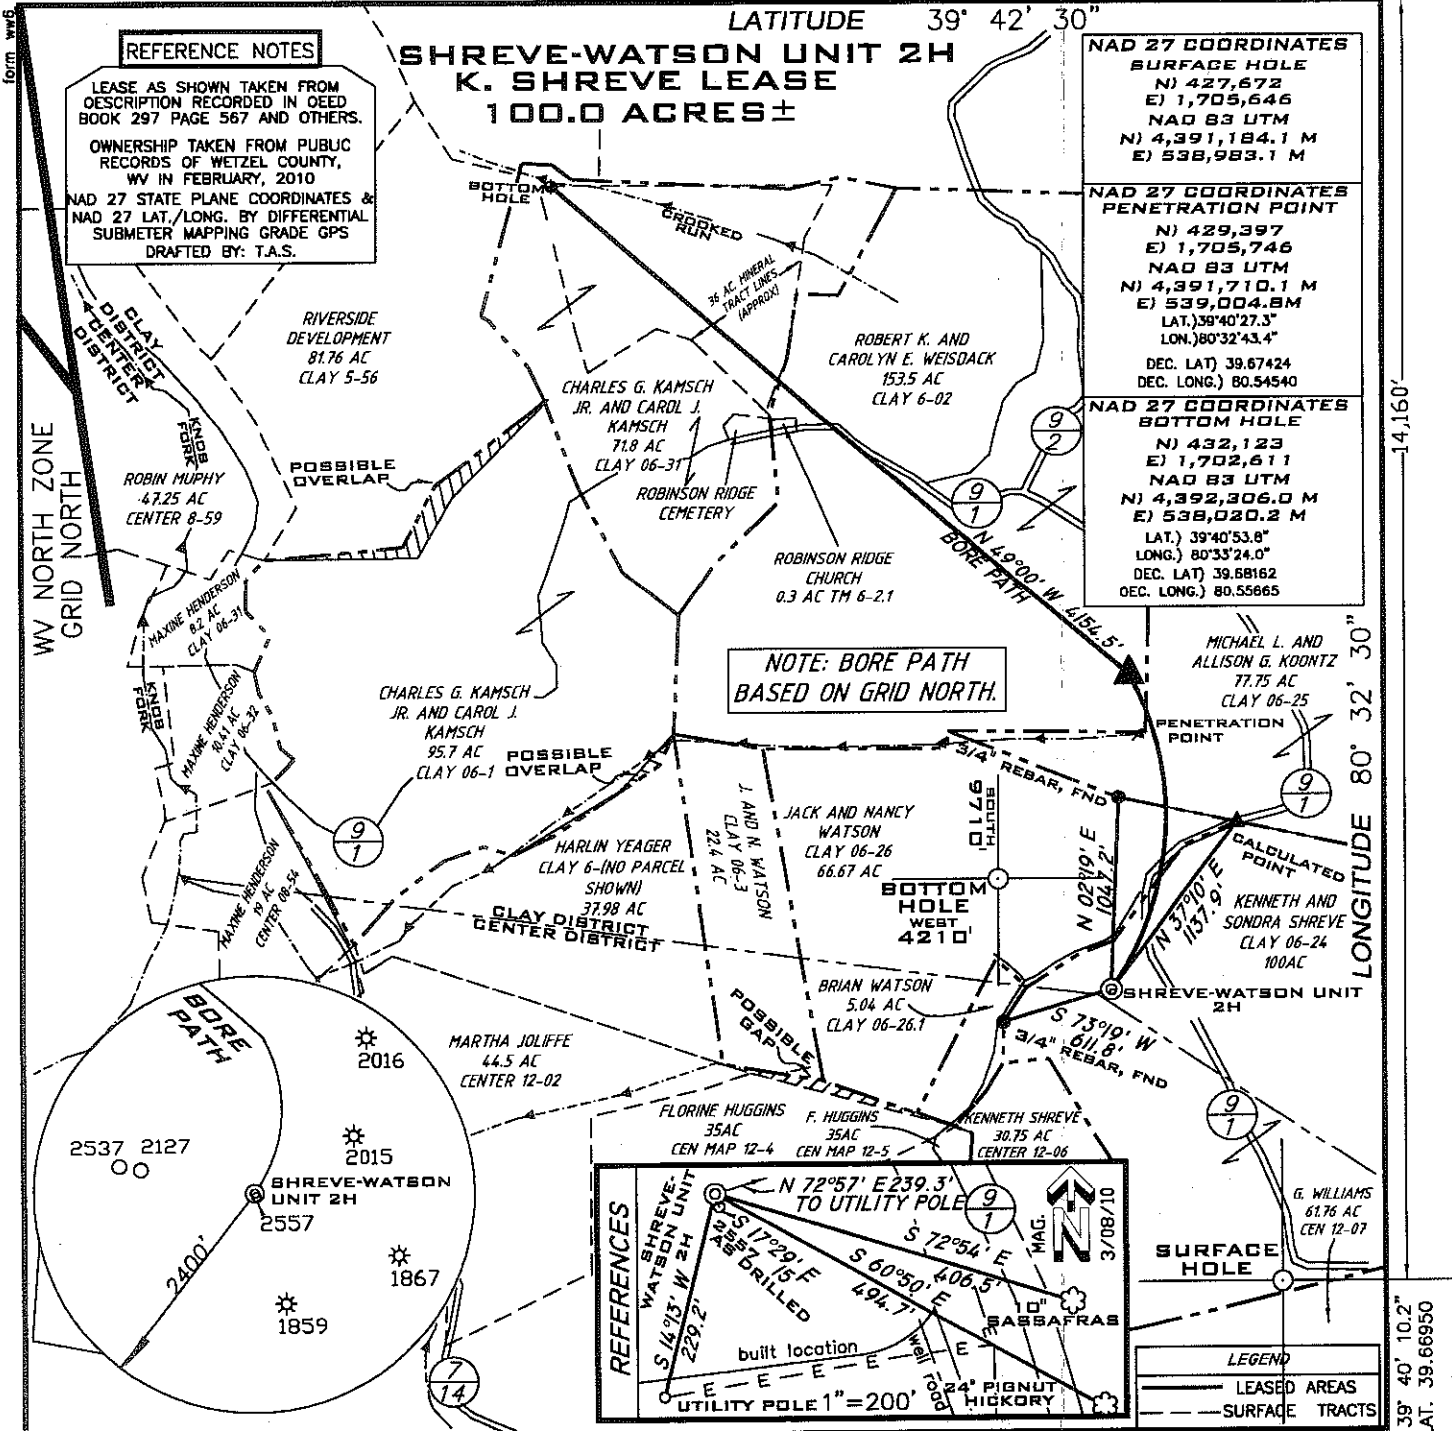 form ww6
LATITUDE 39° 42' 30"
REFERENCE NOTES
LEASE AS SHOWN TAKEN FROM
DESCRIPTION RECORDED IN DEED
BOOK 297 PAGE 567 AND OTHERS.
OWNERSHIP TAKEN FROM PUBLIC
RECORDS OF WETZEL COUNTY,
WV IN FEBRUARY, 2010
NAD 27 STATE PLANE COORDINATES &
NAD 27 LAT./LONG. BY DIFFERENTIAL
SUBMETER MAPPING GRADE GPS
DRAFTED BY: T.A.S.
SHREVE-WATSON UNIT 2H
K. SHREVE LEASE
100.0 ACRES±
NAD 27 COORDINATES
SURFACE HOLE
N) 427,672
E) 1,705,646
NAD 83 UTM
N) 4,391,184.1 M
E) 538,983.1 M
NAD 27 COORDINATES
PENETRATION POINT
N) 429,397
E) 1,705,746
NAD 83 UTM
N) 4,391,710.1 M
E) 539,004.8M
LAT.)39°40'27.3"
LON.)80°32'43.4"
DEC. LAT) 39.67424
DEC. LONG.) 80.54540
NAD 27 COORDINATES
BOTTOM HOLE
N) 432,123
E) 1,702,611
NAD 83 UTM
N) 4,392,306.0 M
E) 538,020.2 M
LAT.) 39°40'53.8"
LONG.) 80°33'24.0"
DEC. LAT) 39.68162
DEC. LONG.) 80.55665
14,160'
BOTTOM
HOLE
CROOKED
RUN
36 AC. MINERAL
TRACT LINES
(APPROX)
CLAY
DISTRICT
CENTER
DISTRICT
RIVERSIDE
DEVELOPMENT
81.76 AC
CLAY 5-56
ROBERT K. AND
CAROLYN E. WEISDACK
153.5 AC
CLAY 6-02
CHARLES G. KAMSCH
JR. AND CAROL J.
KAMSCH
71.8 AC
CLAY 06-31
9
2
KNOB
FORK
WV NORTH ZONE
GRID NORTH
ROBIN MUPHY
47.25 AC
CENTER 8-59
POSSIBLE
OVERLAP
ROBINSON RIDGE
CEMETERY
9
1
ROBINSON RIDGE
CHURCH
0.3 AC TM 6-2.1
N 49°00' W 4154.5'
BORE PATH
MAXINE HENDERSON
8.2 AC
CLAY 06-31
NOTE: BORE PATH
BASED ON GRID NORTH.
MICHAEL L. AND
ALLISON G. KOONTZ
77.75 AC
CLAY 06-25
LONGITUDE 80° 32' 30"
KNOB
FORK
MAXINE HENDERSON
10.41 AC
CLAY 06-32
CHARLES G. KAMSCH
JR. AND CAROL J.
KAMSCH
95.7 AC
CLAY 06-1
POSSIBLE
OVERLAP
PENETRATION
POINT
3/4" REBAR, FND
9
1
9
1
SOUTH
9710'
J. AND N. WATSON
CLAY 06-3
22.4 AC
JACK AND NANCY
WATSON
CLAY 06-26
66.67 AC
HARLIN YEAGER
CLAY 6-(NO PARCEL
SHOWN)
37.98 AC
MAXINE HENDERSON
19 AC
CENTER 08-54
CLAY DISTRICT
CENTER DISTRICT
BOTTOM
HOLE
WEST
4210'
N 02°19' E
1047.2'
N 37°10' E
1137.9'
CALCULATED
POINT
KENNETH AND
SONDRA SHREVE
CLAY 06-24
100AC
SHREVE-WATSON UNIT
2H
BRIAN WATSON
5.04 AC
CLAY 06-26.1
S 73°19' W
611.8'
3/4" REBAR, FND
BORE
PATH
2016
2537
2127
2015
SHREVE-WATSON
UNIT 2H
2557
2400'
1867
1859
MARTHA JOLIFFE
44.5 AC
CENTER 12-02
POSSIBLE
GAP
FLORINE HUGGINS
35AC
CEN MAP 12-4
F. HUGGINS
35AC
CEN MAP 12-5
KENNETH SHREVE
30.75 AC
CENTER 12-06
9
1
G. WILLIAMS
61.76 AC
CEN 12-07
SURFACE
HOLE
REFERENCES
SHREVE-
WATSON UNIT
2H
N 72°57' E 239.3'
TO UTILITY POLE
9
1
MAG.
N
3/08/10
S 17°29' E
2557 15'
AS DRILLED
S 72°54' E
406.5'
S 60°50' E
494.7'
S 14°13' W
229.2'
10"
SASSAFRAS
built location
well road
E E E E E E
24" PIGNUT
HICKORY
UTILITY POLE 1"=200'
7
14
LEGEND
LEASED AREAS
SURFACE TRACTS
39° 40' 10.2"
LAT. 39.66950